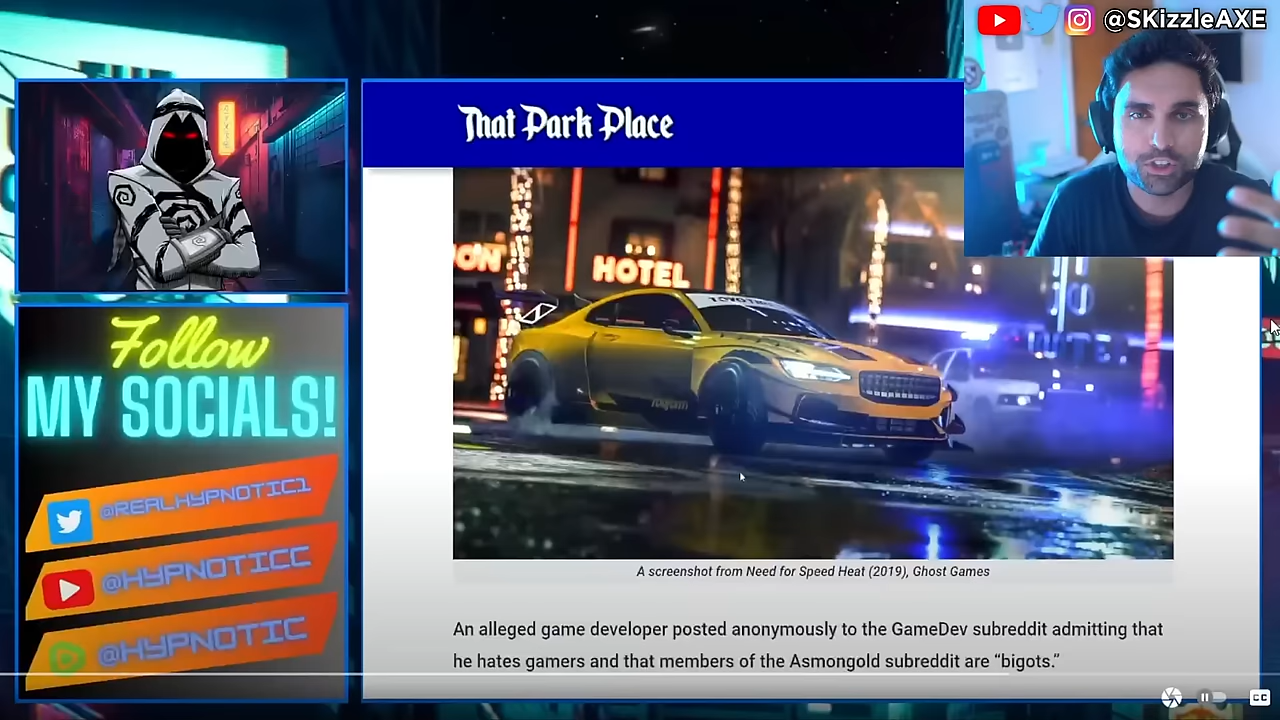 @SKizzleAXE
That Park Place
HOTEL
Follow
MY SOCIALS!
@REALHYPNOTIC1
@HYPNOTICC
@HYPNOTIC
A screenshot from Need for Speed Heat (2019), Ghost Games
An alleged game developer posted anonymously to the GameDev subreddit admitting that
he hates gamers and that members of the Asmongold subreddit are “bigots.”
CC